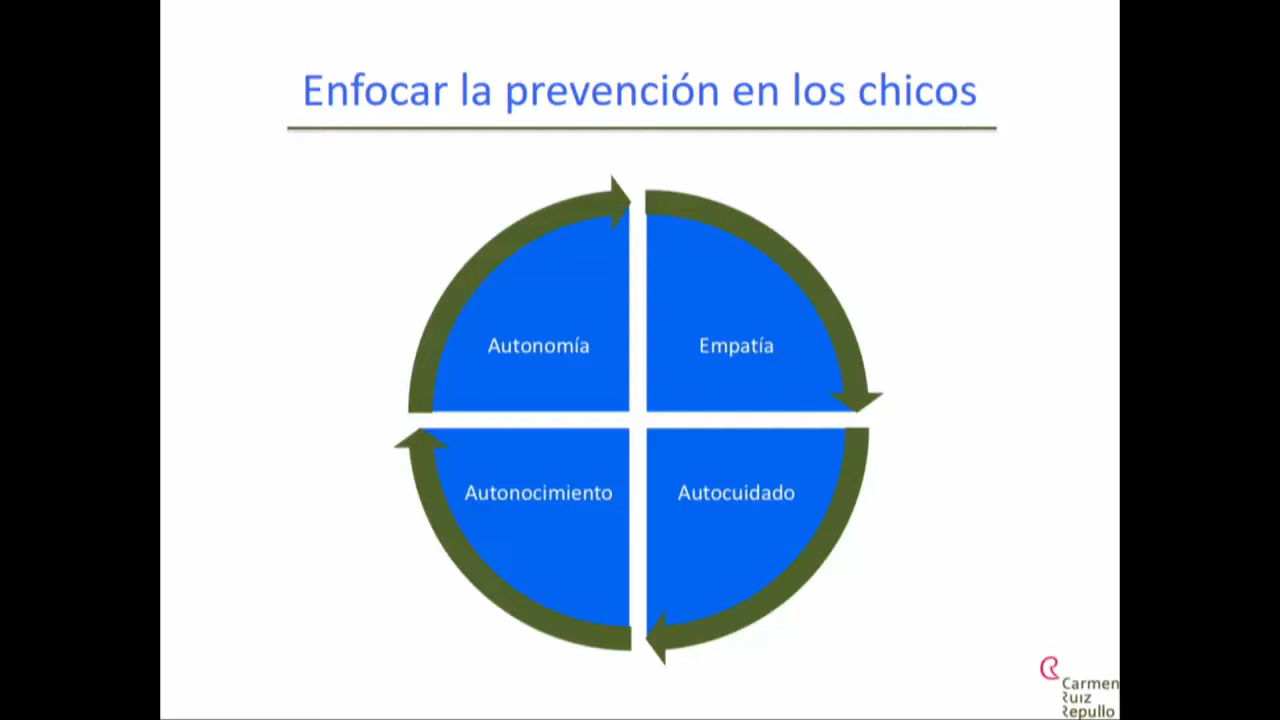 Enfocar la prevención en los chicos
Autonomía
Empatía
Autonocimiento
Autocuidado
Carmen
Ruiz
Repullo